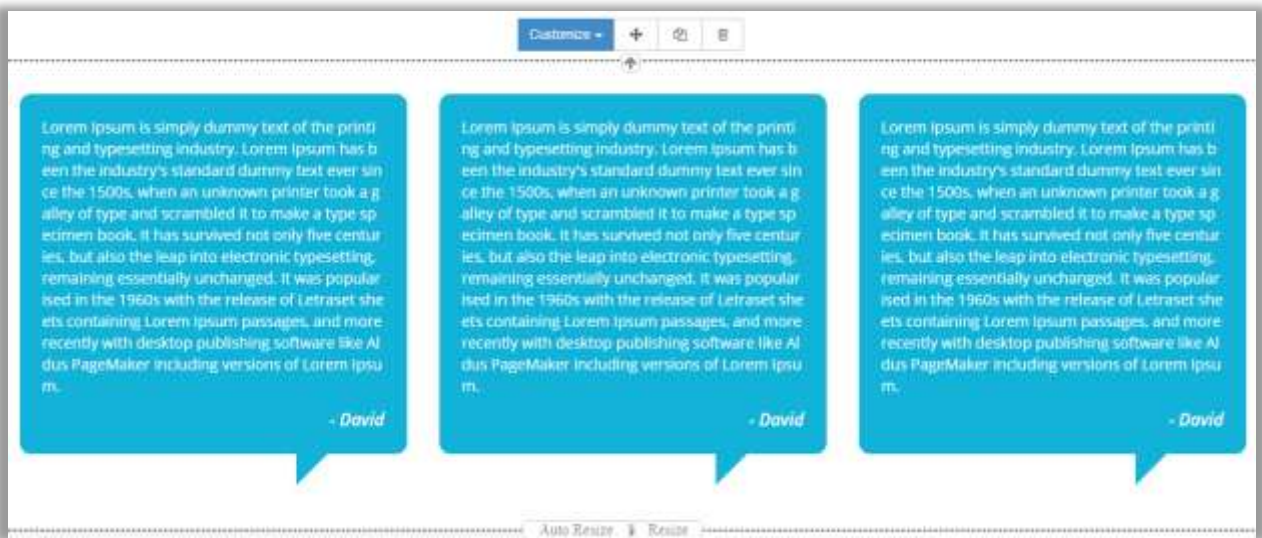 Customize
Lorem Ipsum is simply dummy text of the printi
ng and typesetting industry. Lorem Ipsum has b
een the industry's standard dummy text ever sin
ce the 1500s, when an unknown printer took a g
alley of type and scrambled it to make a type sp
ecimen book. It has survived not only five centur
ies, but also the leap into electronic typesetting,
remaining essentially unchanged. It was popular
ised in the 1960s with the release of Letraset she
ets containing Lorem Ipsum passages, and more
recently with desktop publishing software like Al
dus PageMaker including versions of Lorem Ipsu
m.
- David
Lorem Ipsum is simply dummy text of the printi
ng and typesetting industry. Lorem Ipsum has b
een the industry's standard dummy text ever sin
ce the 1500s, when an unknown printer took a g
alley of type and scrambled it to make a type sp
ecimen book. It has survived not only five centur
ies, but also the leap into electronic typesetting,
remaining essentially unchanged. It was popular
ised in the 1960s with the release of Letraset she
ets containing Lorem Ipsum passages, and more
recently with desktop publishing software like Al
dus PageMaker including versions of Lorem Ipsu
m.
- David
Lorem Ipsum is simply dummy text of the printi
ng and typesetting industry. Lorem Ipsum has b
een the industry's standard dummy text ever sin
ce the 1500s, when an unknown printer took a g
alley of type and scrambled it to make a type sp
ecimen book. It has survived not only five centur
ies, but also the leap into electronic typesetting,
remaining essentially unchanged. It was popular
ised in the 1960s with the release of Letraset she
ets containing Lorem Ipsum passages, and more
recently with desktop publishing software like Al
dus PageMaker including versions of Lorem Ipsu
m.
- David
Auto Resize Resize